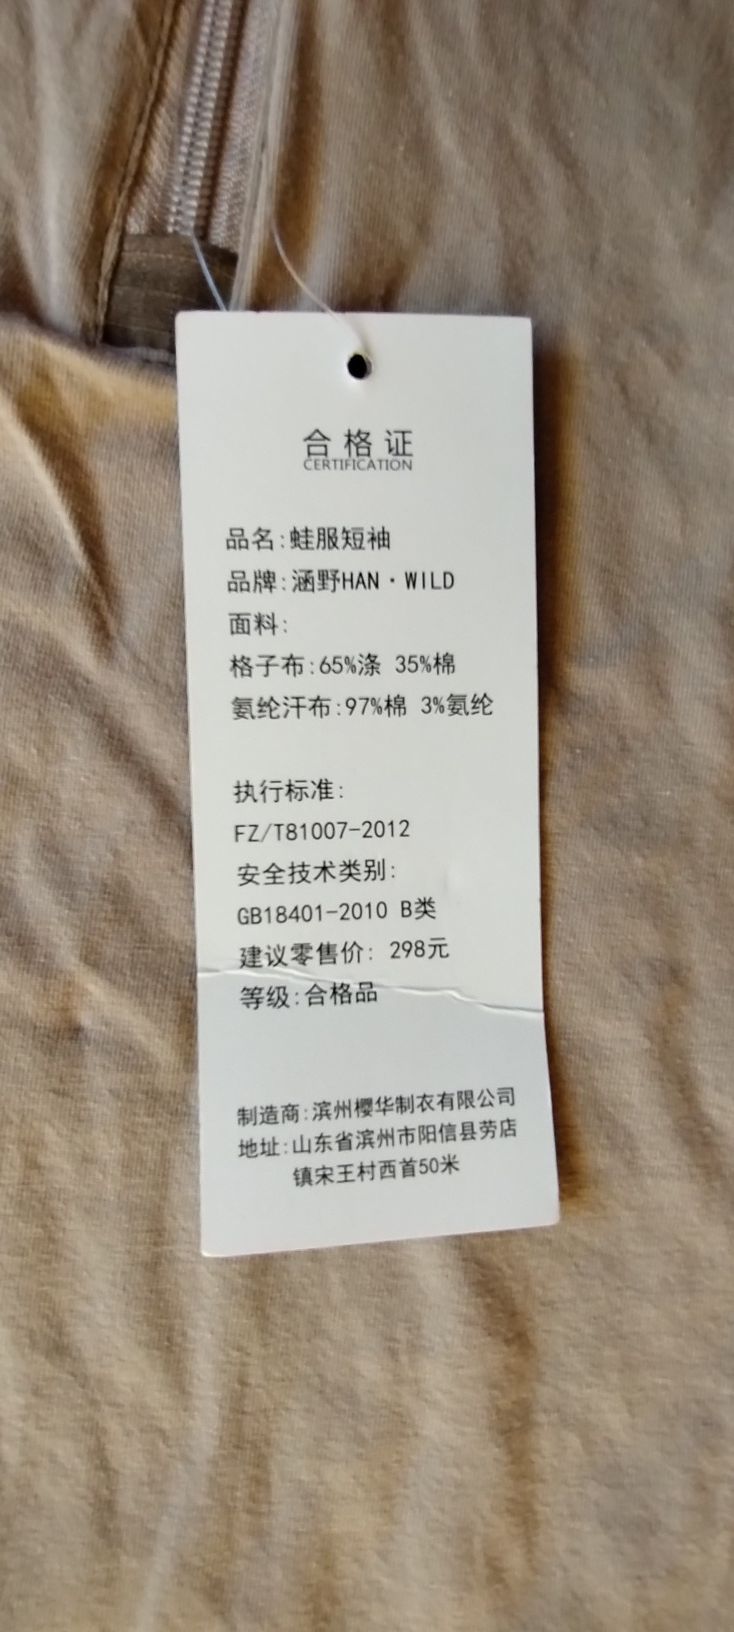 合格证
CERTIFICATION
品名:蛙服短袖
品牌:涵野HAN·WILD
面料:
格子布:65%涤 35%棉
氨纶汗布:97%棉 3%氨纶
执行标准:
FZ/T81007-2012
安全技术类别:
GB18401-2010 B类
建议零售价: 298元
等级:合格品
制造商:滨州樱华制衣有限公司
地址:山东省滨州市阳信县劳店
镇宋王村西首50米